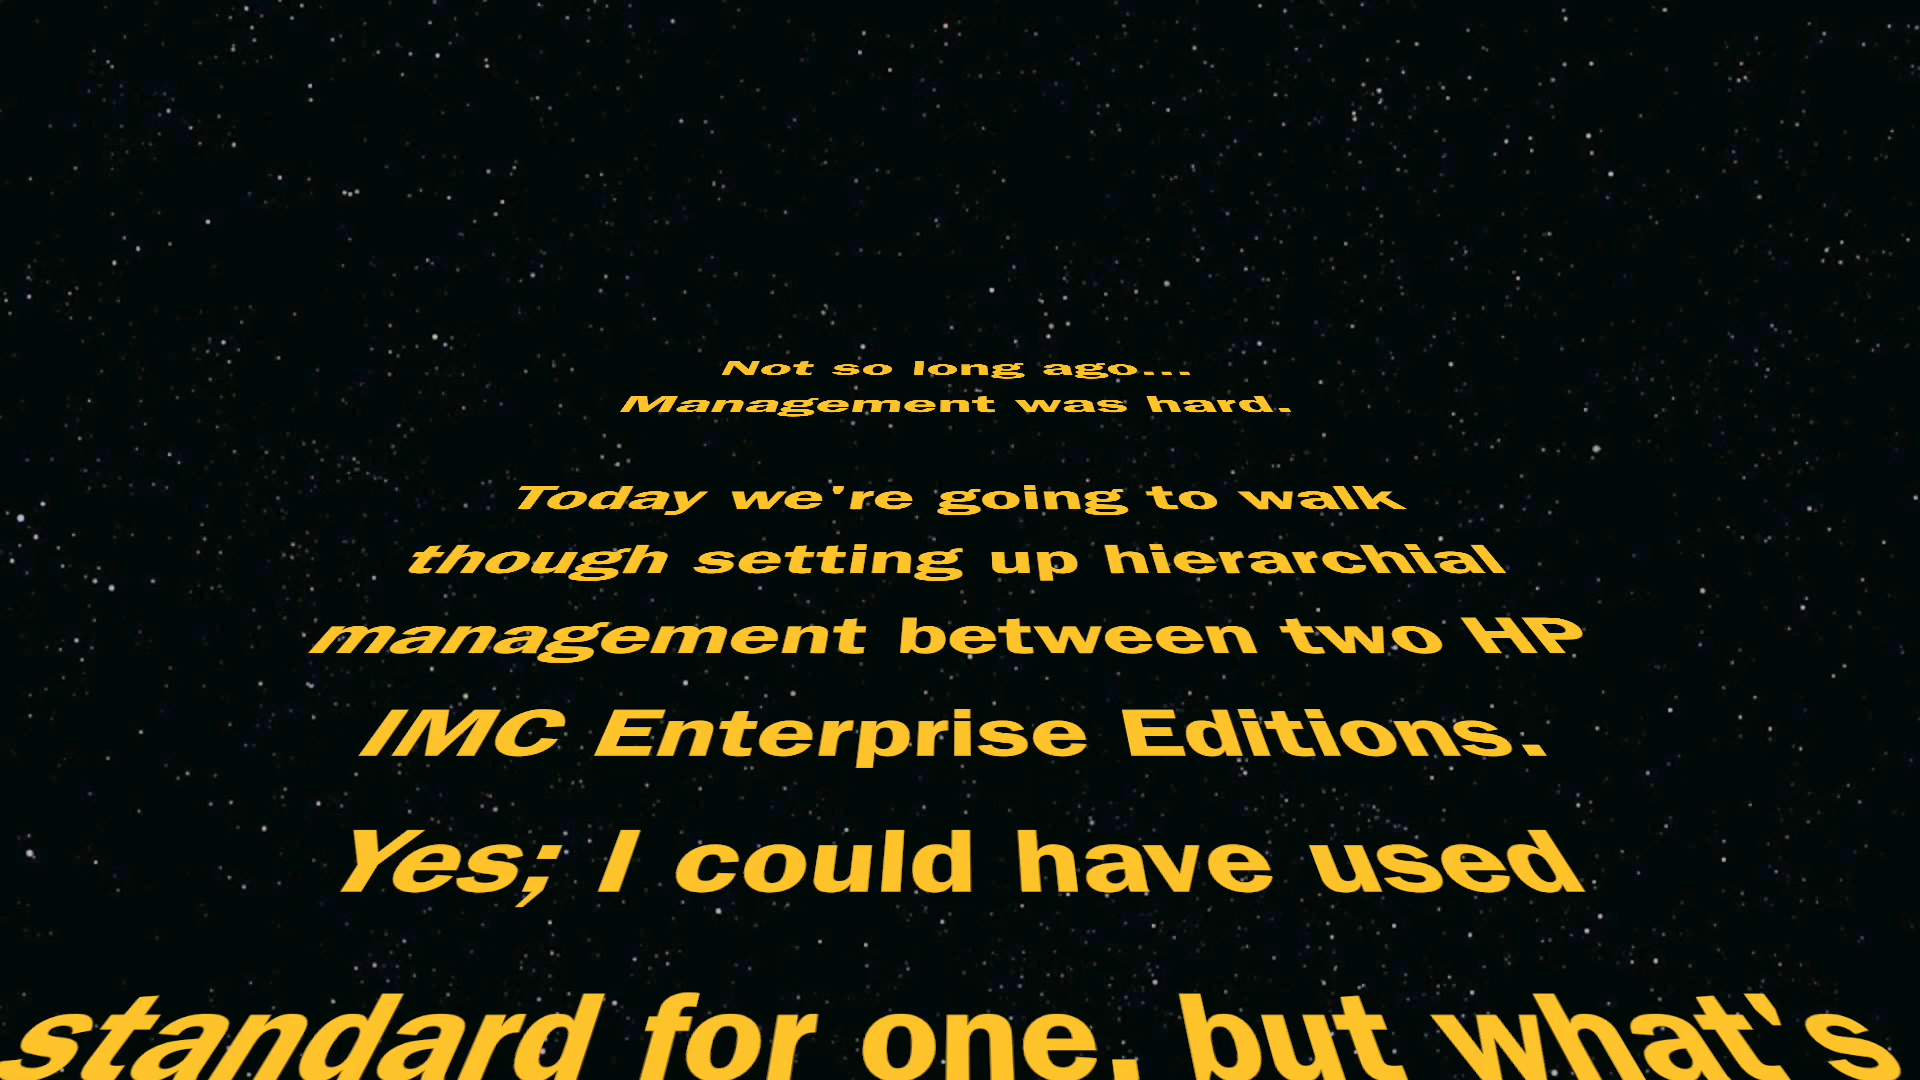 Not so long ago...
Management was hard.
Today we're going to walk
though setting up hierarchial
management between two HP
IMC Enterprise Editions.
Yes; I could have used
standard for one, but what's